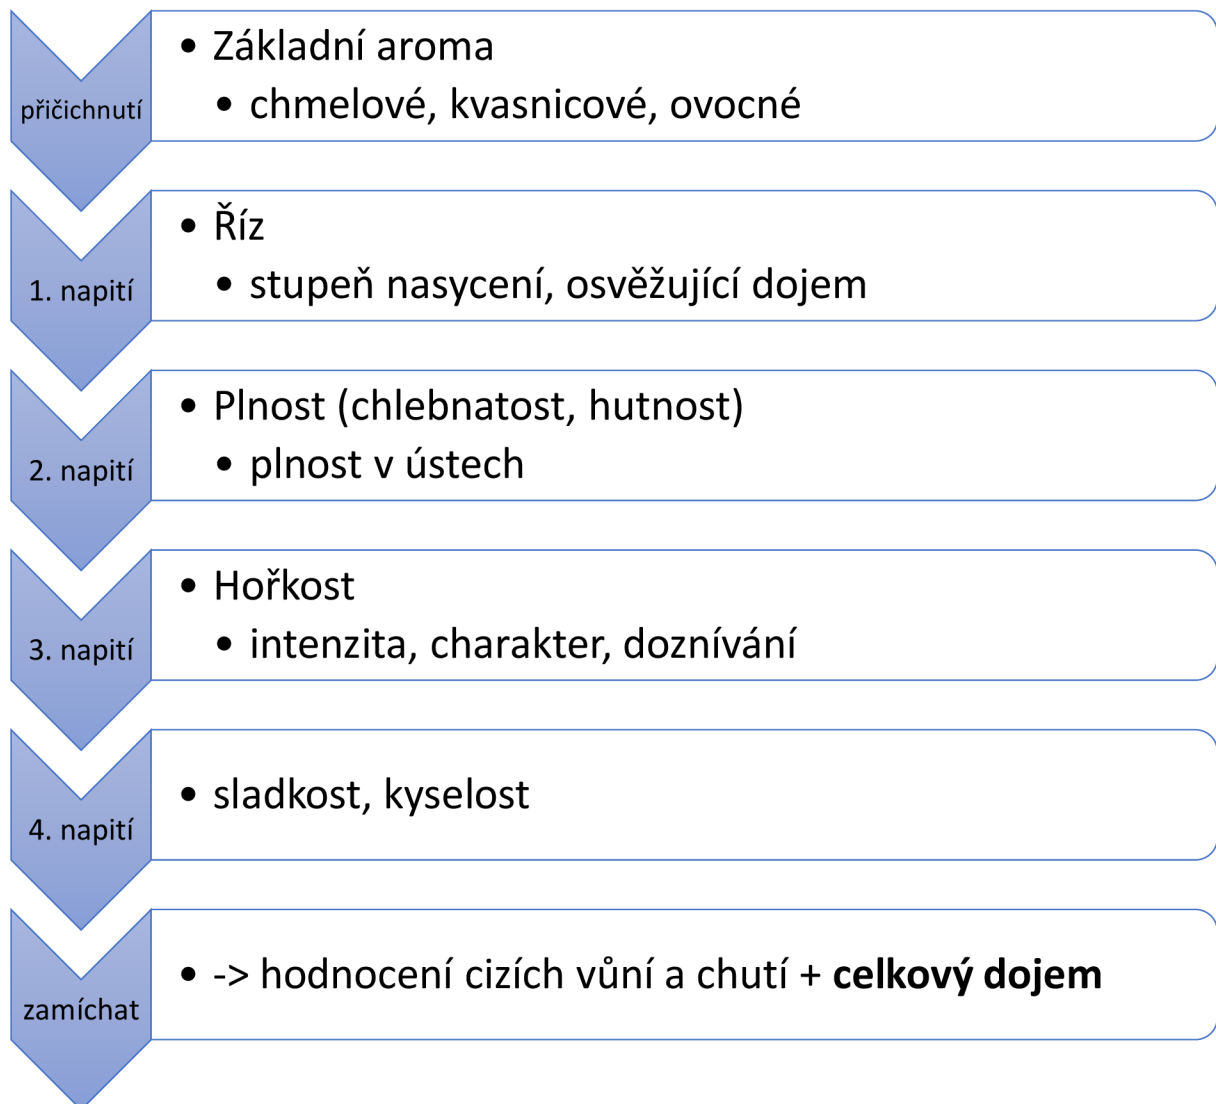 přičichnutí
• Základní aroma
• chmelové, kvasnicové, ovocné
1. napití
• Říz
• stupeň nasycení, osvěžující dojem
2. napití
• Plnost (chlebnatost, hutnost)
• plnost v ústech
3. napití
• Hořkost
• intenzita, charakter, doznívání
4. napití
• sladkost, kyselost
zamíchat
• -> hodnocení cizích vůní a chutí + celkový dojem